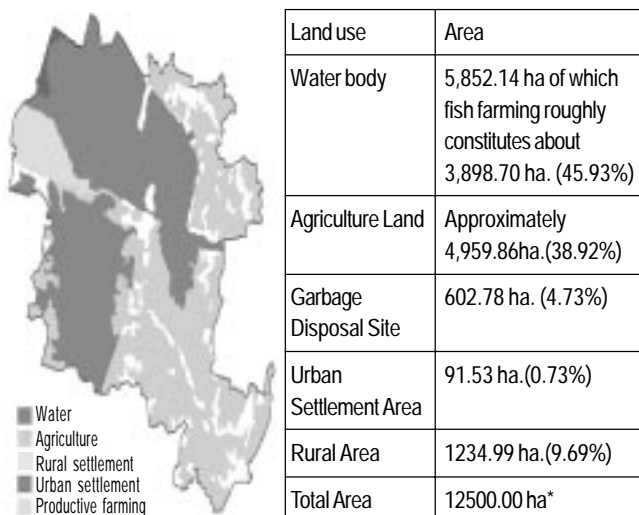 Land use Area
Water body 5,852.14 ha of which
fish farming roughly
constitutes about
3,898.70 ha. (45.93%)
Agriculture Land Approximately
4,959.86ha.(38.92%)
Garbage 602.78 ha. (4.73%)
Disposal Site
Urban 91.53 ha.(0.73%)
Settlement Area
Rural Area 1234.99 ha.(9.69%)
Total Area 12500.00 ha*
Water
Agriculture
Rural settlement
Urban settlement
Productive farming